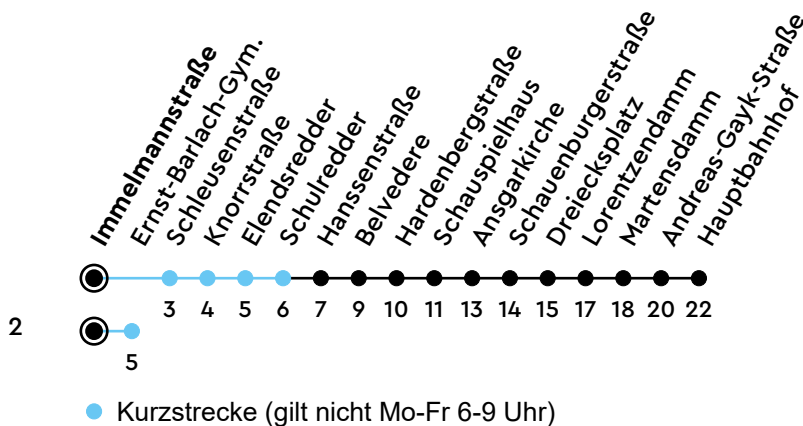 Immelmannstraße
Ernst-Barlach-Gym.
Schleusenstraße
Knorrstraße
Elendsredder
Schulredder
Hanssenstraße
Belvedere
Hardenbergstraße
Schauspielhaus
Ansgarkirche
Schauenburgerstraße
Dreiecksplatz
Lorentzendamm
Martensdamm
Andreas-Gayk-Straße
Hauptbahnhof
3 4 5 6 7 9 10 11 13 14 15 17 18 20 22
2
5
Kurzstrecke (gilt nicht Mo-Fr 6-9 Uhr)